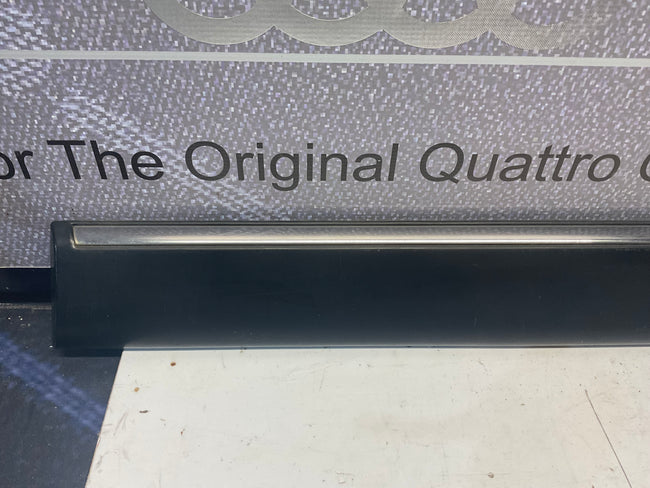 or The Original Quattro